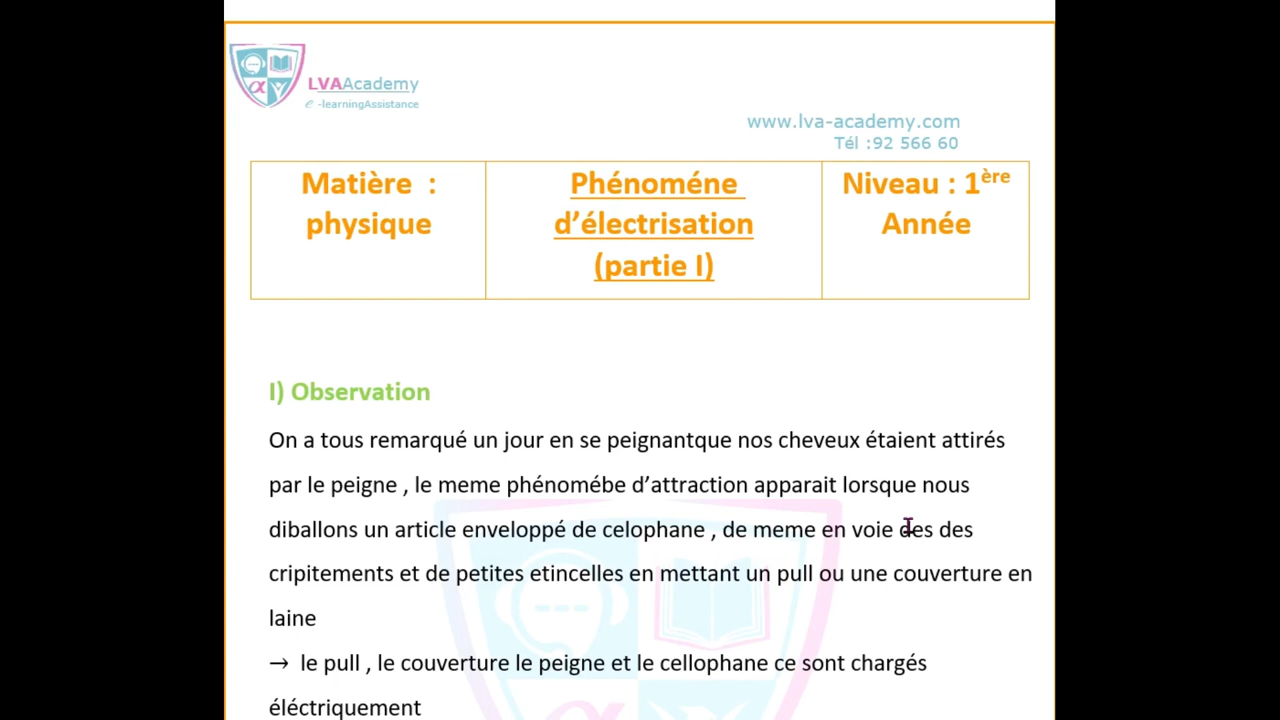 LVAAcademy
e -learningAssistance
www.lva-academy.com
Tél :92 566 60
Matière :
physique
Phénoméne
d’électrisation
(partie I)
Niveau : 1ère
Année
I) Observation
On a tous remarqué un jour en se peignantque nos cheveux étaient attirés
par le peigne , le meme phénomébe d’attraction apparait lorsque nous
diballons un article enveloppé de celophane , de meme en voie des des
cripitements et de petites etincelles en mettant un pull ou une couverture en
laine
→ le pull , le couverture le peigne et le cellophane ce sont chargés
éléctriquement